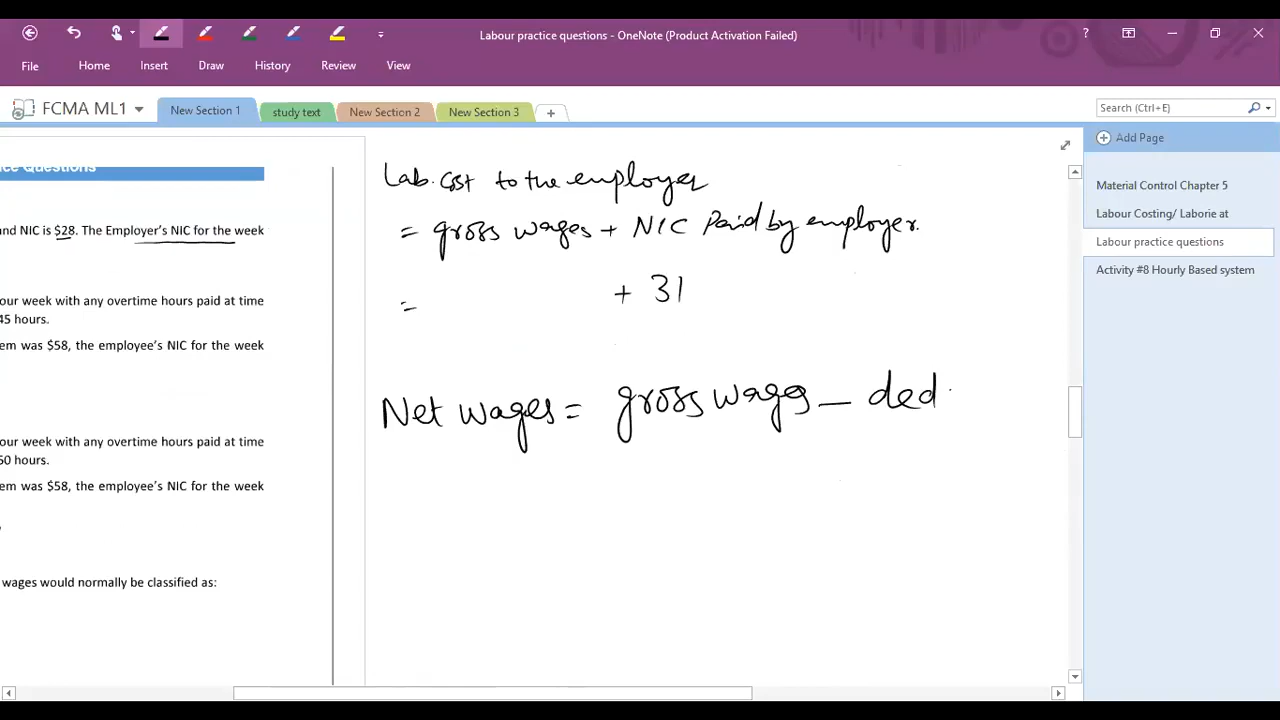 Labour practice questions - OneNote (Product Activation Failed)
?
File Home Insert Draw History Review View
FCMA ML1 New Section 1 study text New Section 2 New Section 3 +
Search (Ctrl+E)
Add Page
Material Control Chapter 5
Labour Costing/ Laborie at
Labour practice questions
Activity #8 Hourly Based system
ce Questions
and NIC is $28. The Employer's NIC for the week
our week with any overtime hours paid at time
45 hours.
em was $58, the employee's NIC for the week
our week with any overtime hours paid at time
50 hours.
em was $58, the employee's NIC for the week
wages would normally be classified as:
Lab. cost to the employer
= gross wages + NIC Paid by employer.
= + 31
Net wages = gross wages - ded